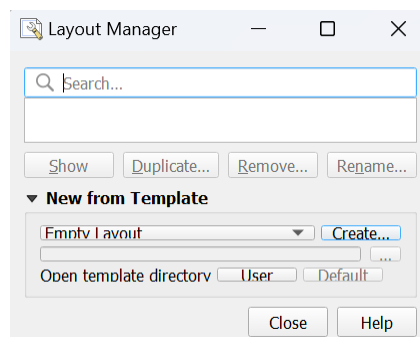 Layout Manager
Search...
Show Duplicate... Remove... Rename...
New from Template
Empty Layout Create...
...
Open template directory User Default
Close Help